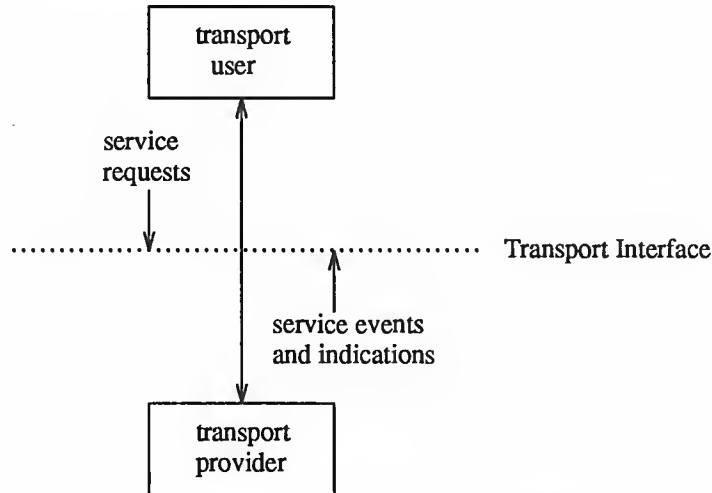 transport
user
service
requests
Transport Interface
service events
and indications
transport
provider